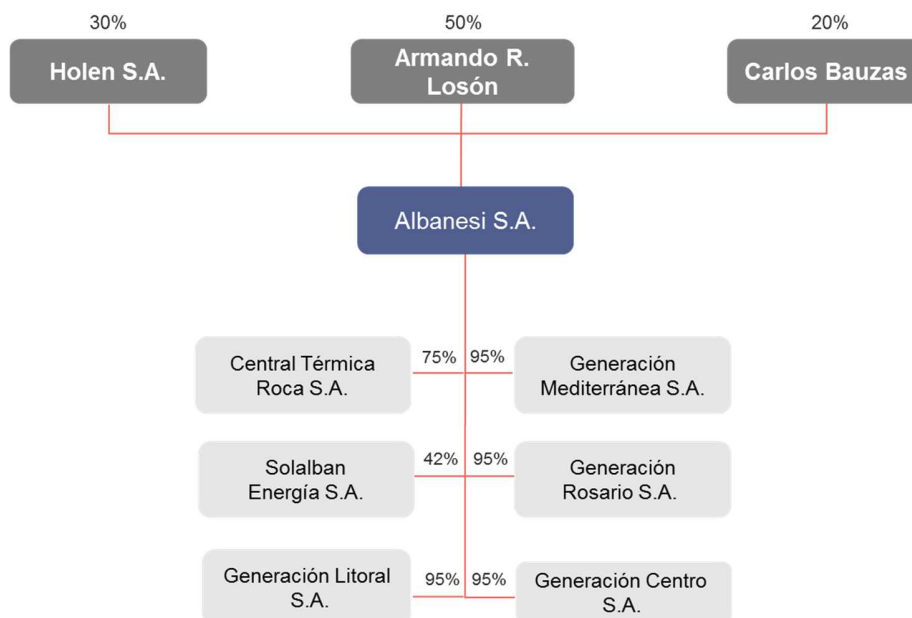 30%
50%
20%
Holen S.A.
Armando R.
Losón
Carlos Bauzas
Albanesi S.A.
Central Térmica
Roca S.A.
75%
95%
Generación
Mediterránea S.A.
Solalban
Energía S.A.
42%
95%
Generación
Rosario S.A.
Generación Litoral
S.A.
95%
95%
Generación Centro
S.A.